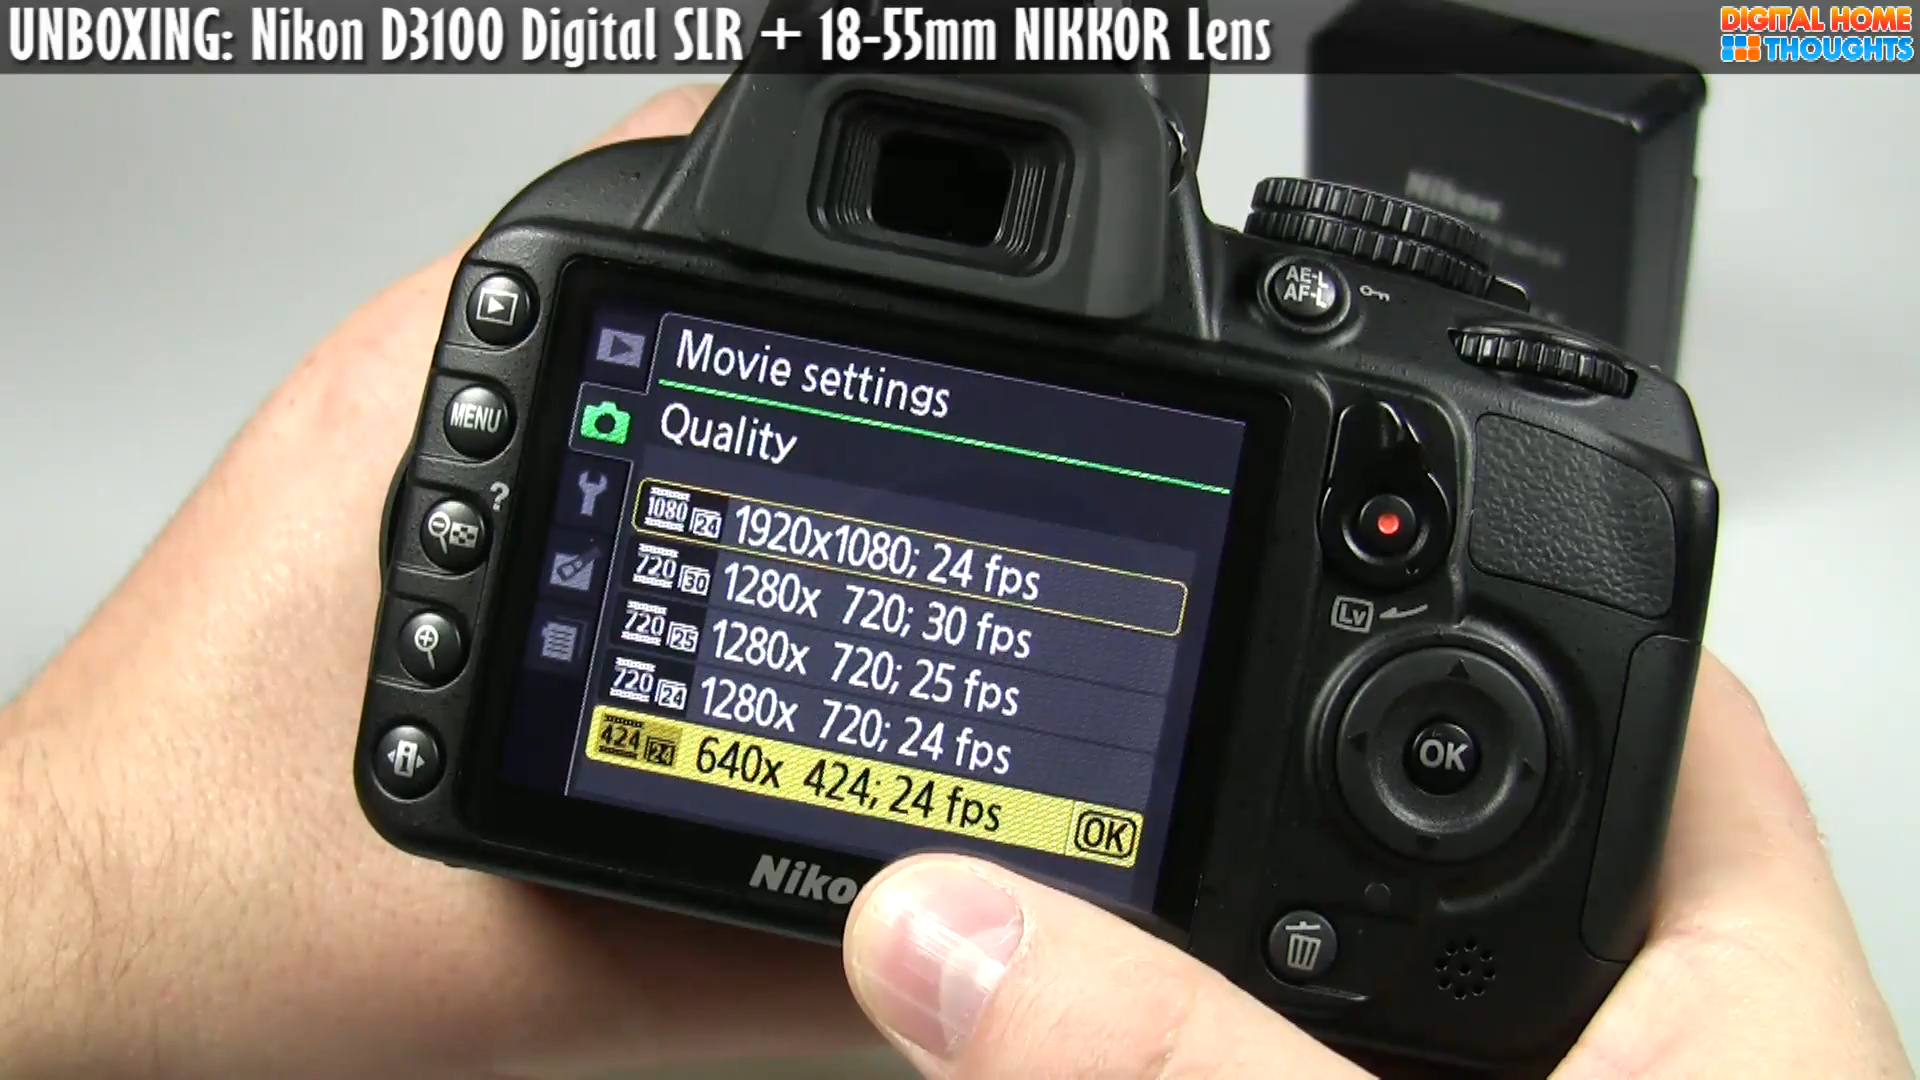 UNBOXING: Nikon D3100 Digital SLR + 18-55mm NIKKOR Lens
DIGITAL HOME
THOUGHTS
Nikon
AE-L
AF-L
MENU
?
Movie settings
Quality
1080 24 1920x1080; 24 fps
720 30 1280x 720; 30 fps
720 25 1280x 720; 25 fps
720 24 1280x 720; 24 fps
424 24 640x 424; 24 fps OK
Lv
OK
Niko